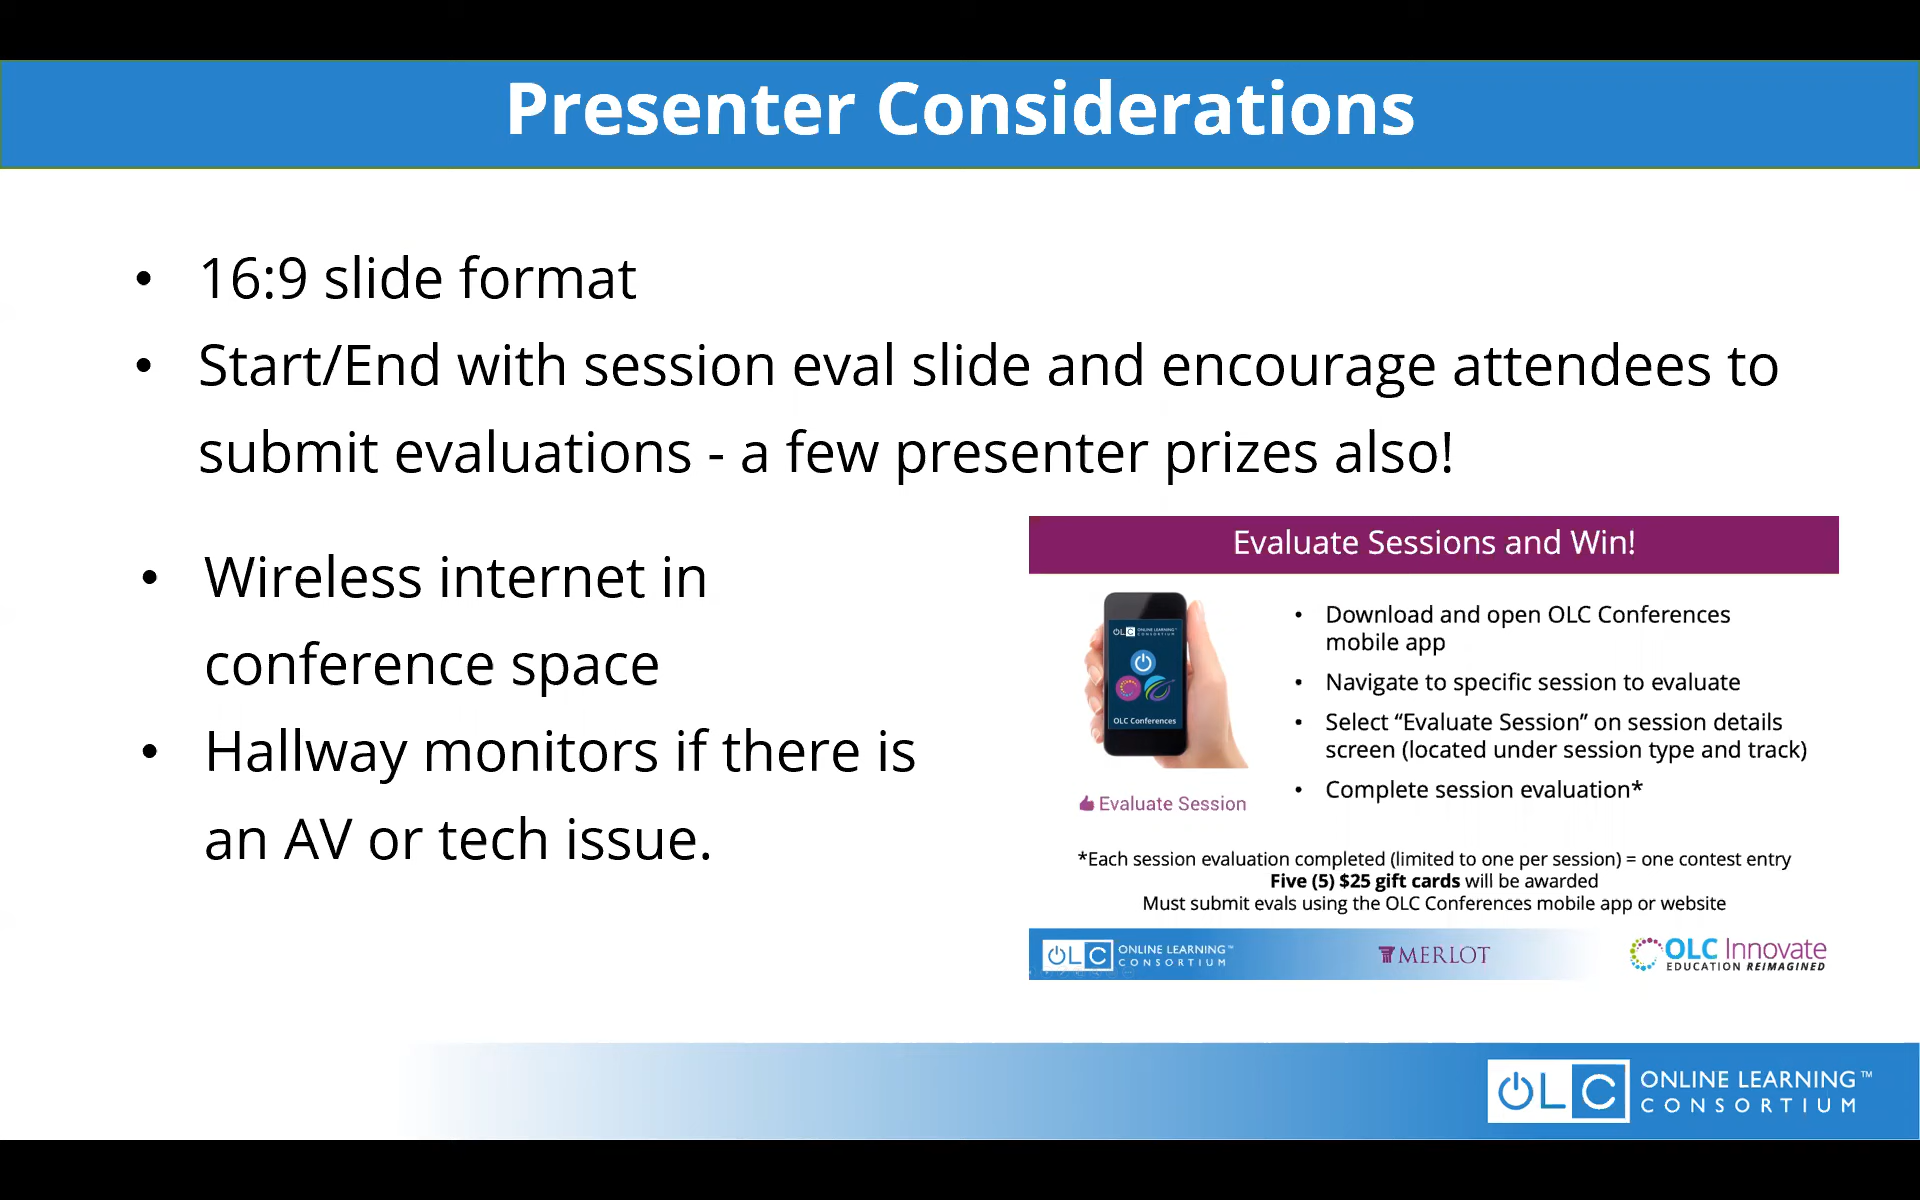 Presenter Considerations
• 16:9 slide format
• Start/End with session eval slide and encourage attendees to
submit evaluations - a few presenter prizes also!
• Wireless internet in
conference space
• Hallway monitors if there is
an AV or tech issue.
Evaluate Sessions and Win!
OLC ONLINE LEARNING™
CONSORTIUM
OLC Conferences
Evaluate Session
• Download and open OLC Conferences
mobile app
• Navigate to specific session to evaluate
• Select “Evaluate Session” on session details
screen (located under session type and track)
• Complete session evaluation*
*Each session evaluation completed (limited to one per session) = one contest entry
Five (5) $25 gift cards will be awarded
Must submit evals using the OLC Conferences mobile app or website
OLC ONLINE LEARNING™
CONSORTIUM
MERLOT
OLC Innovate
EDUCATION REIMAGINED
OLC ONLINE LEARNING™
CONSORTIUM